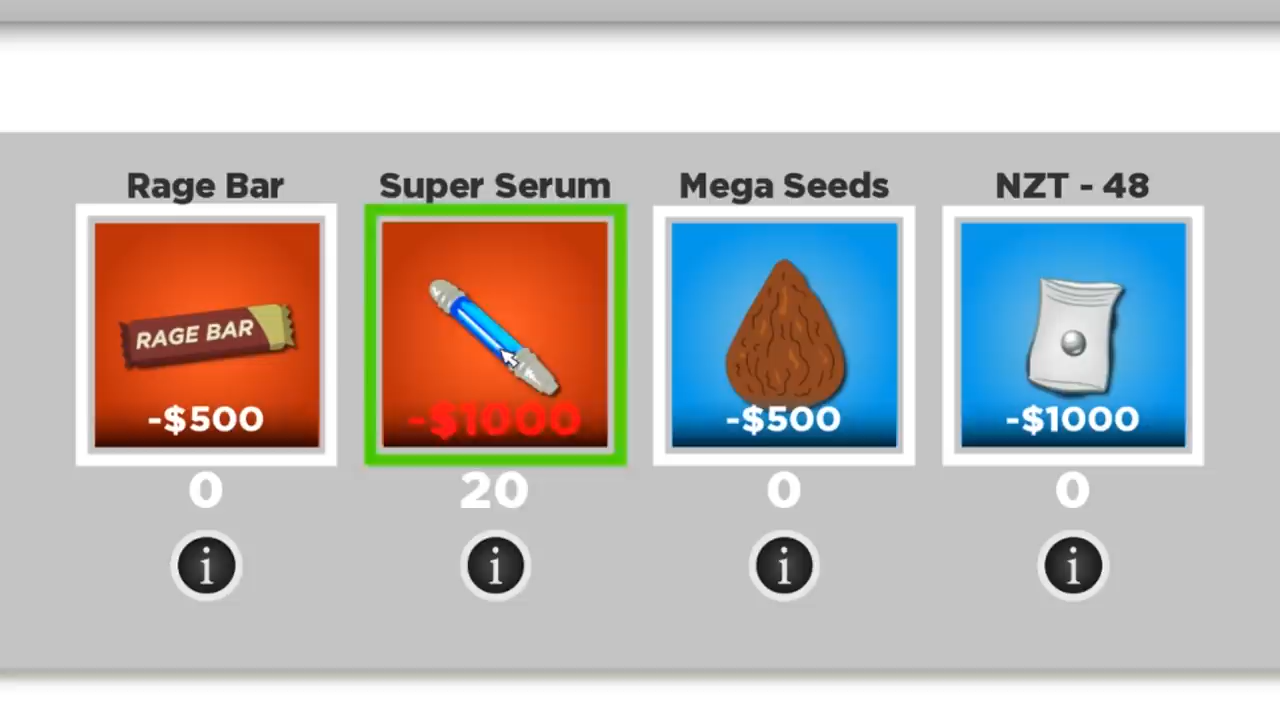 Rage Bar
Super Serum
Mega Seeds
NZT - 48
RAGE BAR
-$500
-$1000
-$500
-$1000
0
20
0
0
i
i
i
i